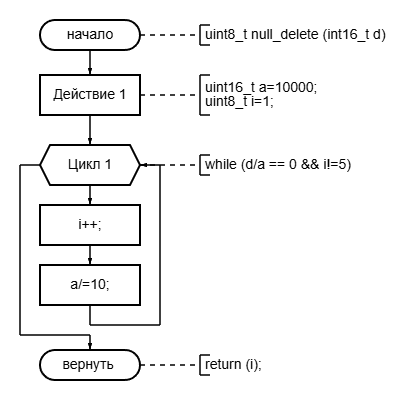 начало
uint8_t null_delete (int16_t d)
Действие 1
uint16_t a=10000;
uint8_t i=1;
Цикл 1
while (d/a == 0 && i!=5)
i++;
a/=10;
вернуть
return (i);